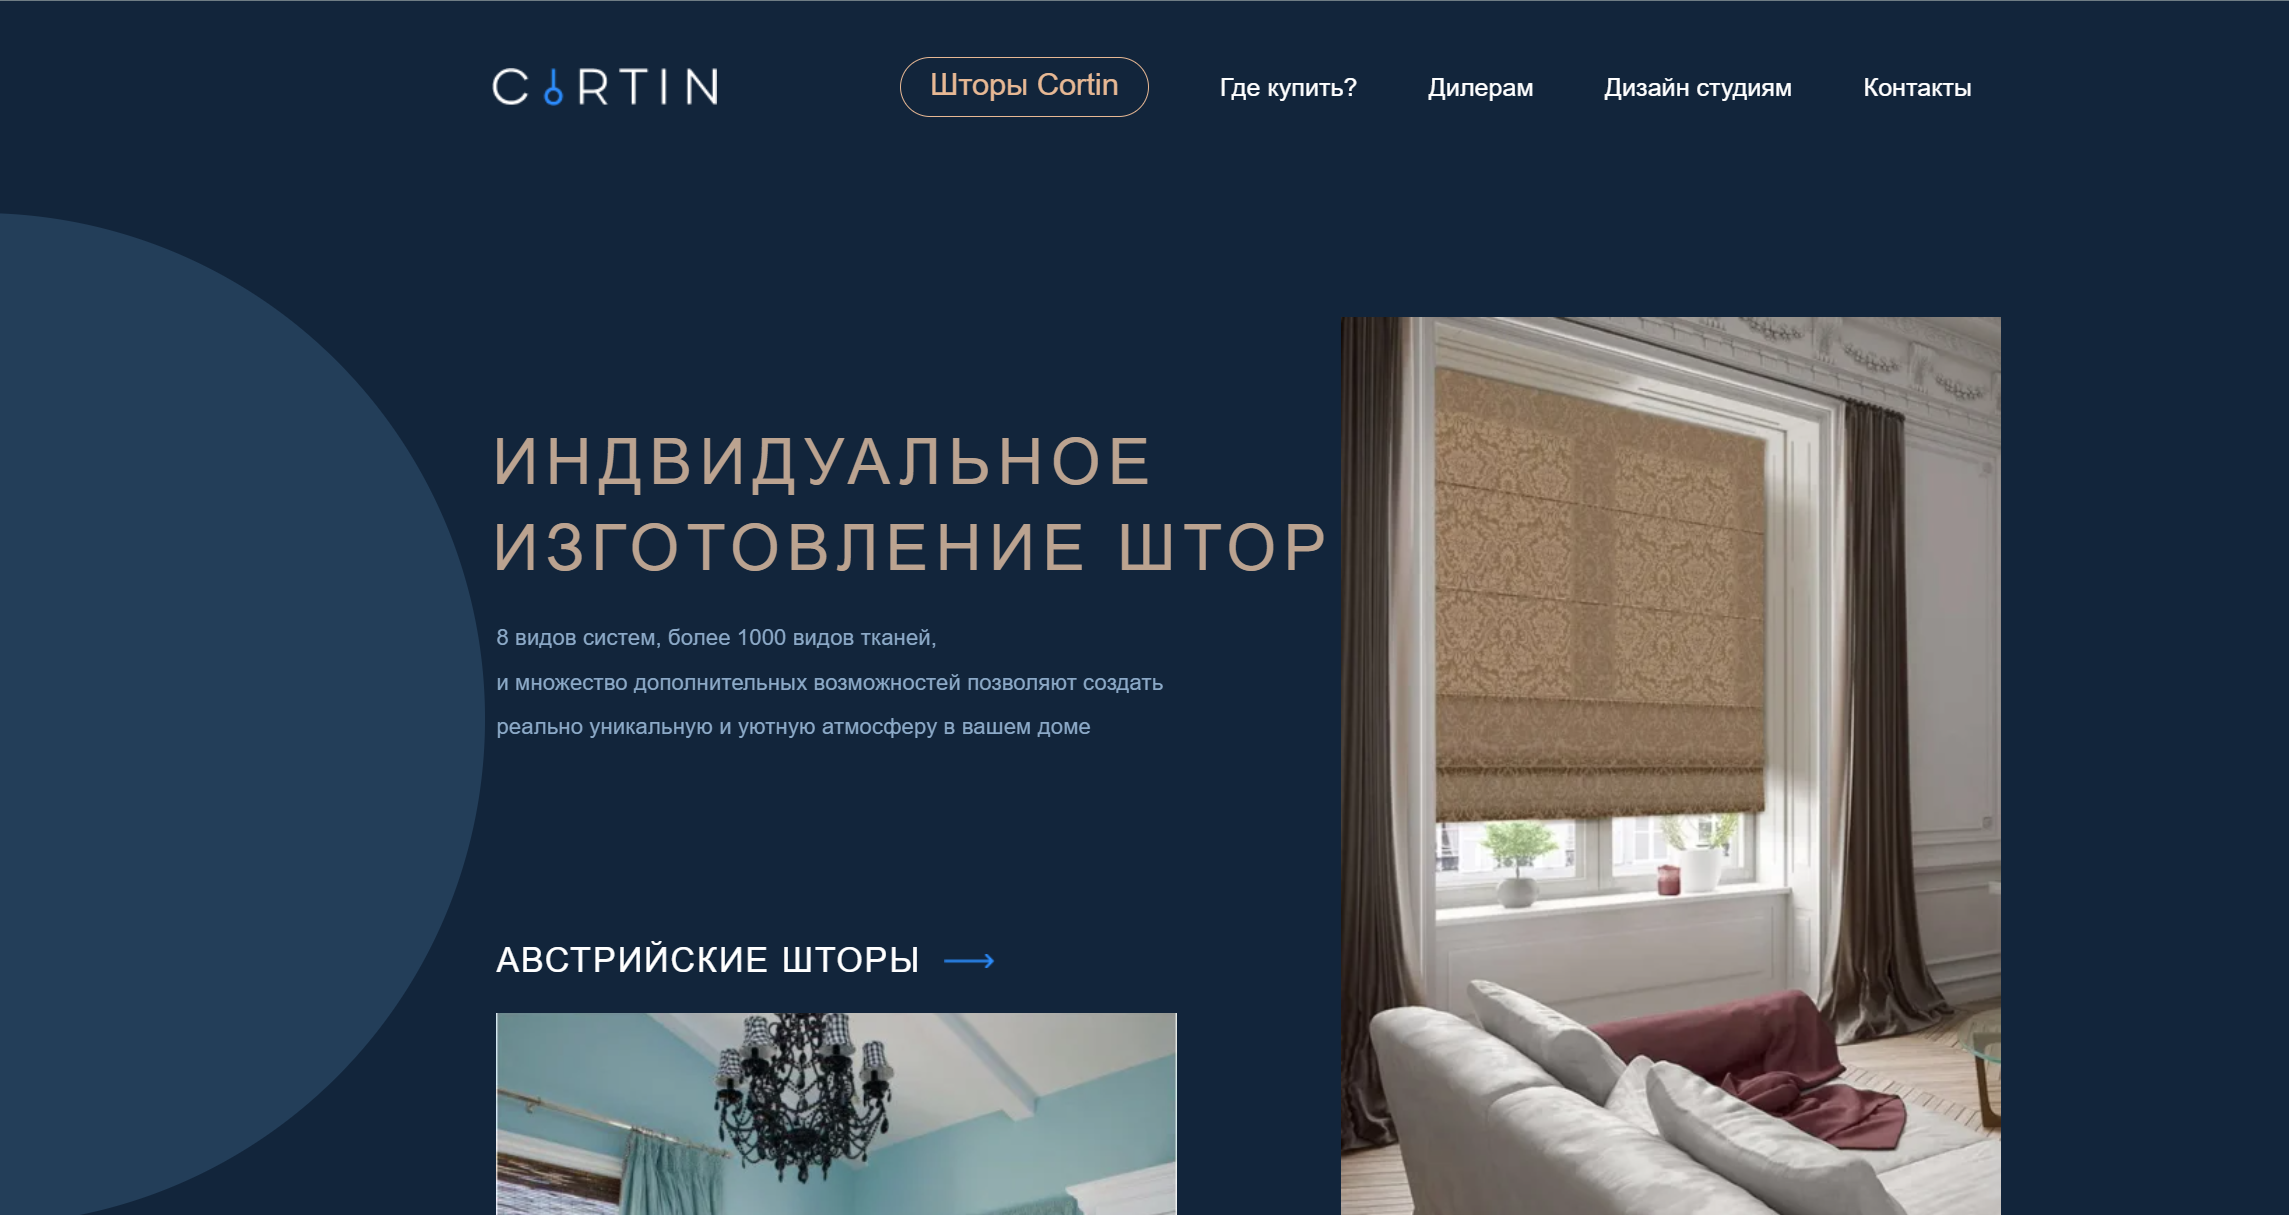 CORTIN
Шторы Cortin
Где купить?
Дилерам
Дизайн студиям
Контакты
ИНДВИДУАЛЬНОЕ
ИЗГОТОВЛЕНИЕ ШТОР
8 видов систем, более 1000 видов тканей,
и множество дополнительных возможностей позволяют создать
реально уникальную и уютную атмосферу в вашем доме
АВСТРИЙСКИЕ ШТОРЫ